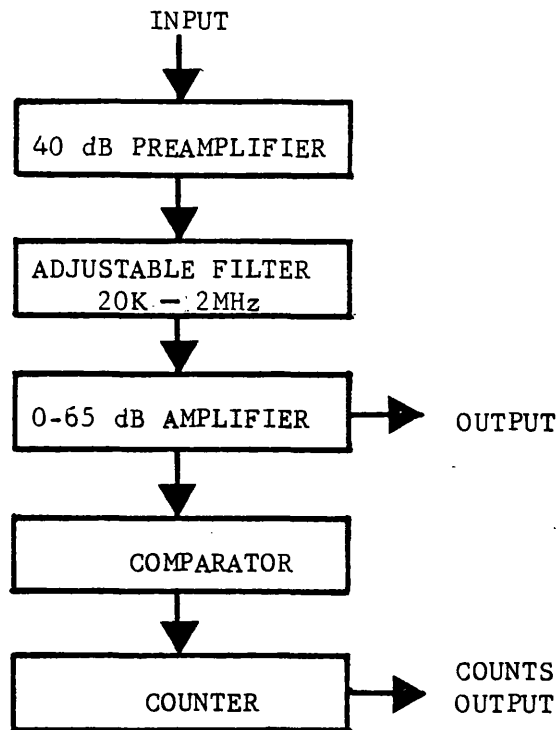 INPUT
40 dB PREAMPLIFIER
ADJUSTABLE FILTER
20K - 2MHz
0-65 dB AMPLIFIER
OUTPUT
COMPARATOR
COUNTER
COUNTS
OUTPUT